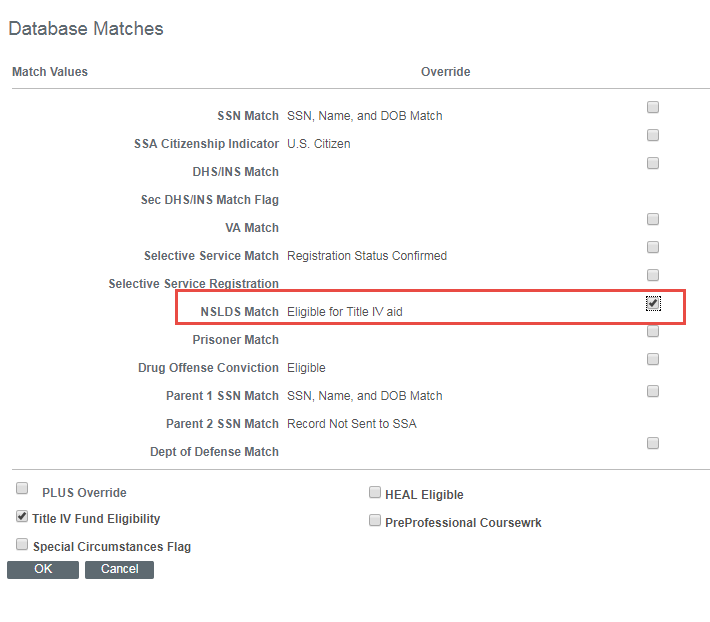 Database Matches
Match Values Override
SSN Match SSN, Name, and DOB Match
SSA Citizenship Indicator U.S. Citizen
DHS/INS Match
Sec DHS/INS Match Flag
VA Match
Selective Service Match Registration Status Confirmed
Selective Service Registration
NSLDS Match Eligible for Title IV aid
Prisoner Match
Drug Offense Conviction Eligible
Parent 1 SSN Match SSN, Name, and DOB Match
Parent 2 SSN Match Record Not Sent to SSA
Dept of Defense Match
PLUS Override HEAL Eligible
Title IV Fund Eligibility PreProfessional Coursewrk
Special Circumstances Flag
OK Cancel